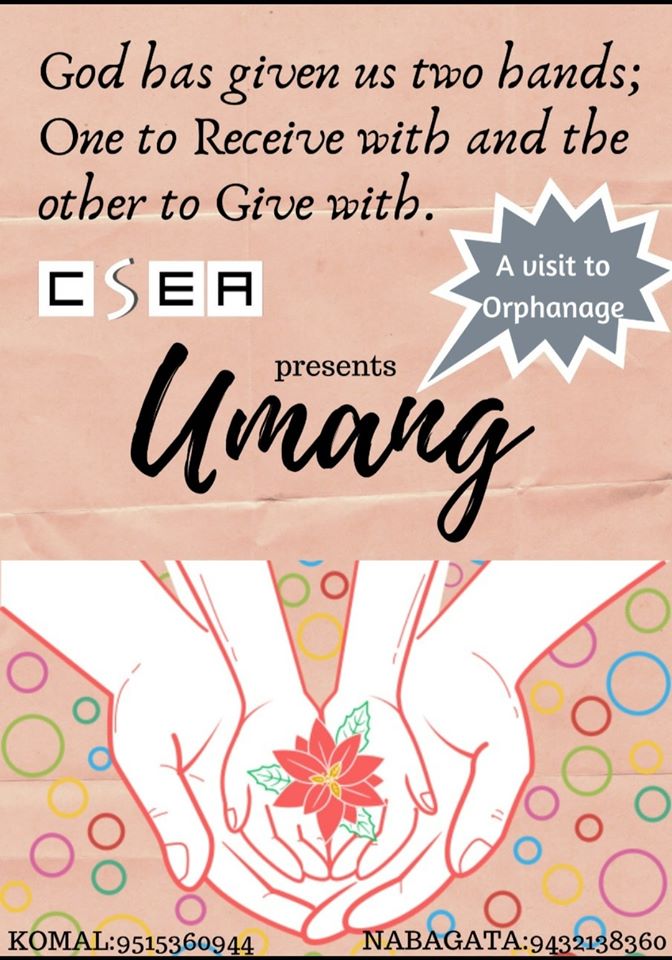 God has given us two hands;
One to Receive with and the
other to Give with.
A visit to
Orphanage
CSEA
presents
Umang
KOMAL:9515360944
NABAGATA:9432138360